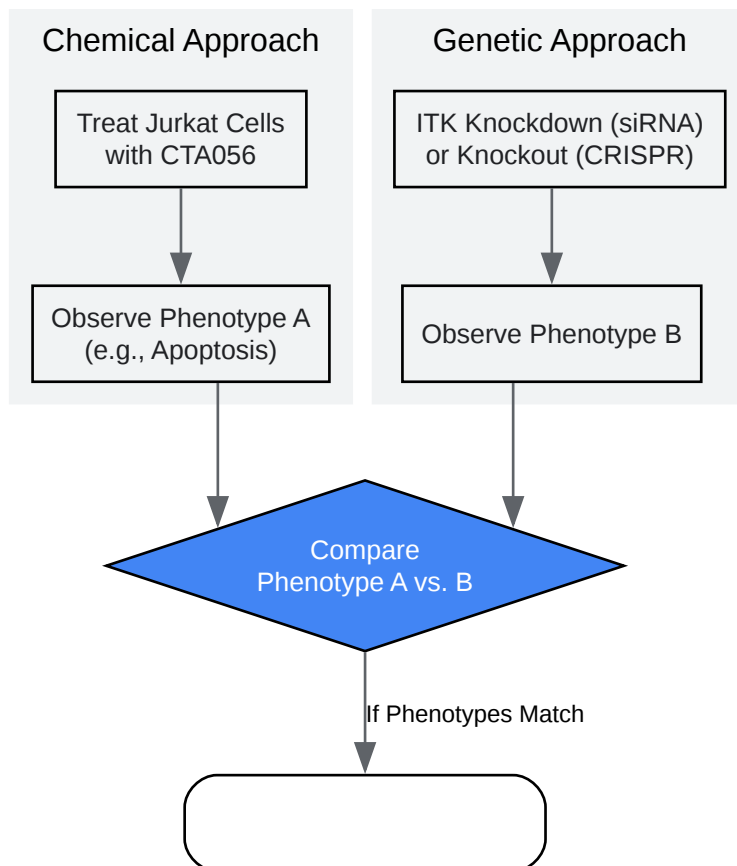 Chemical Approach
Treat Jurkat Cells
with CTA056
Observe Phenotype A
(e.g., Apoptosis)
Genetic Approach
ITK Knockdown (siRNA)
or Knockout (CRISPR)
Observe Phenotype B
Compare
Phenotype A vs. B
If Phenotypes Match